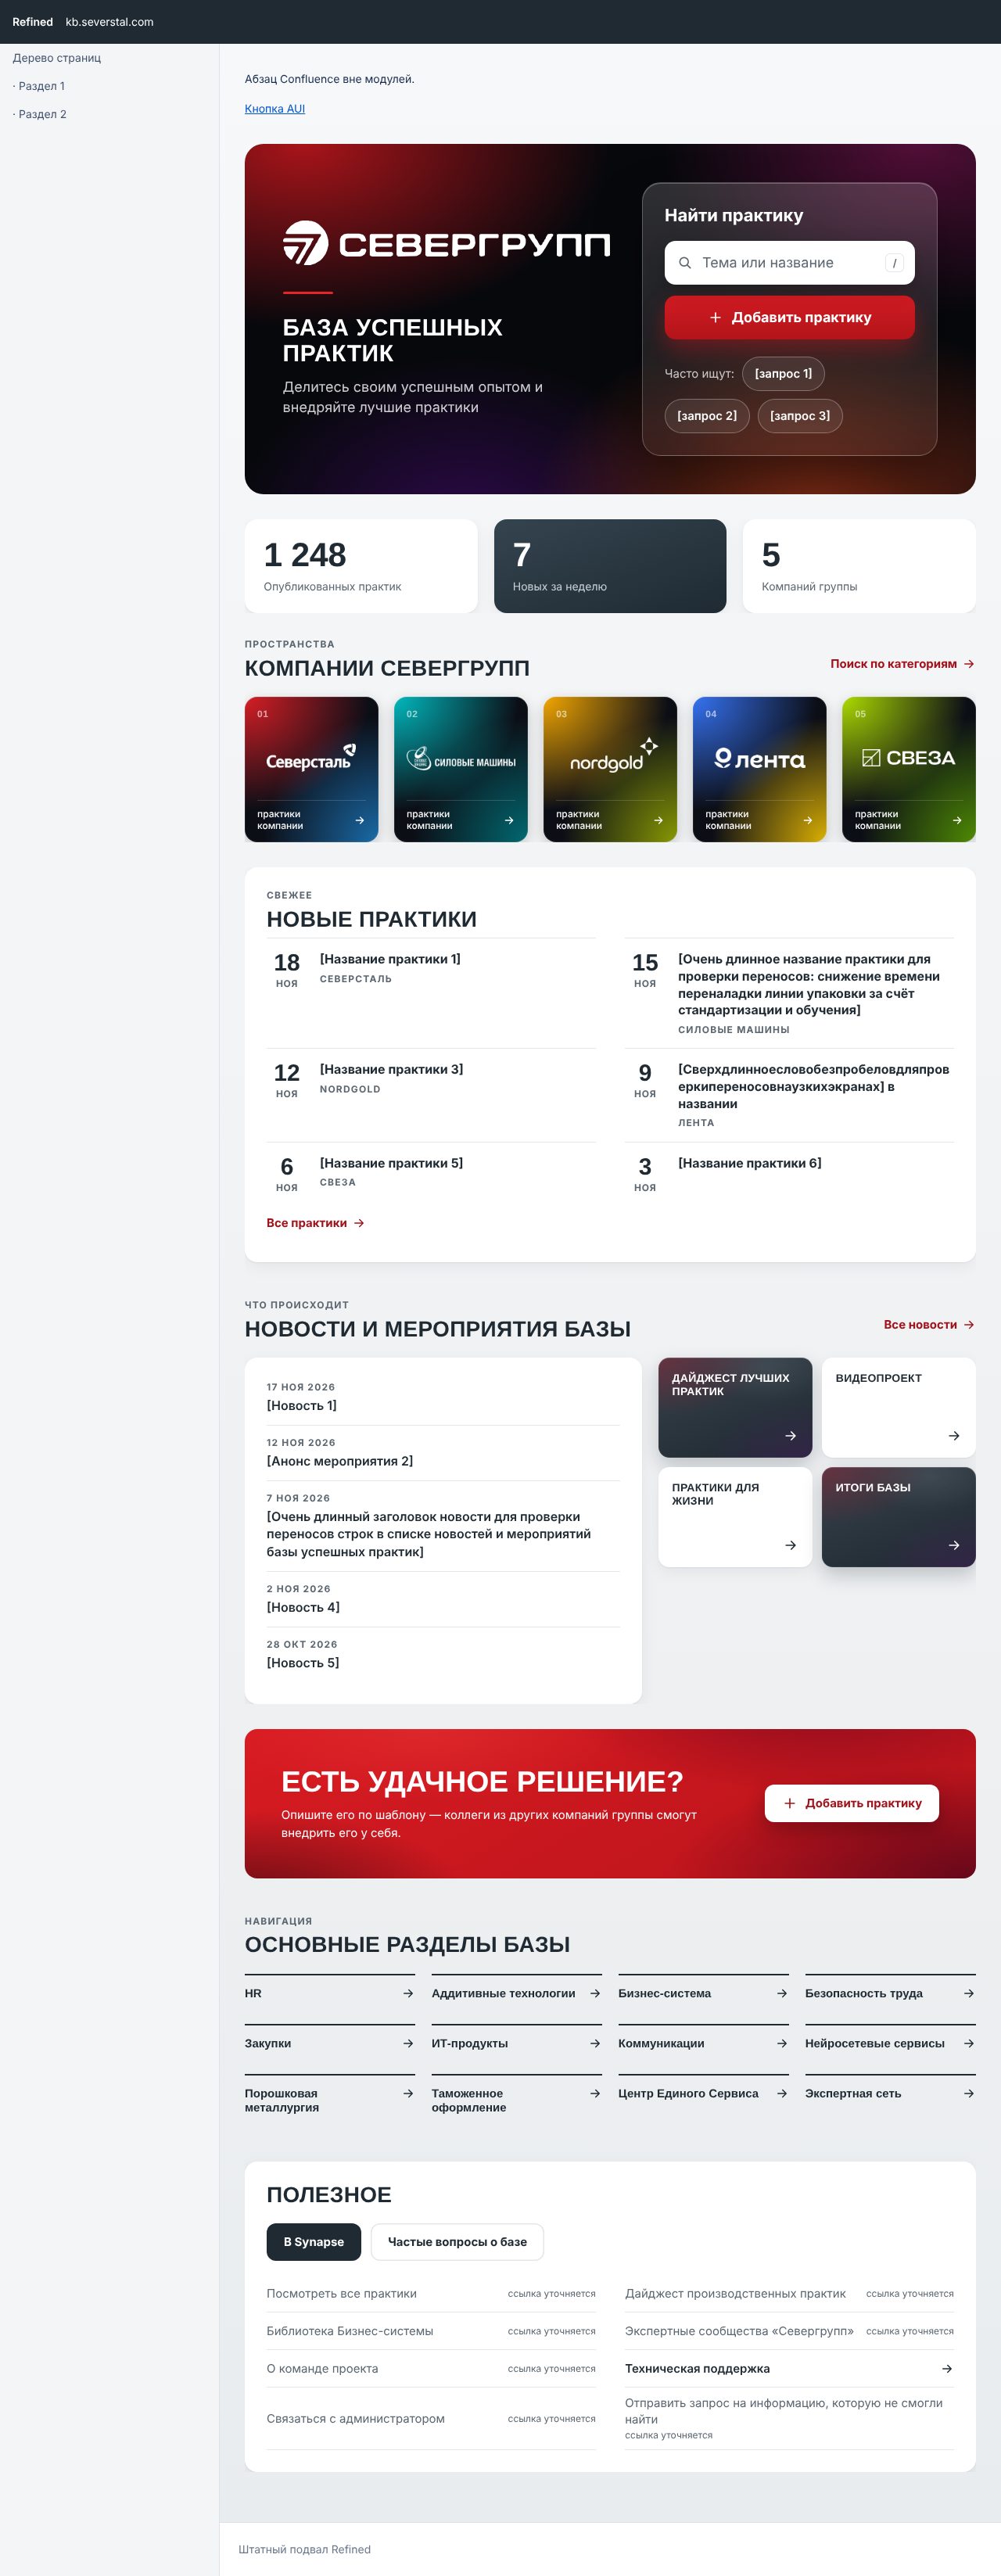 Refined kb.severstal.com
Дерево страниц
· Раздел 1
· Раздел 2
Абзац Confluence вне модулей.
Кнопка AUI
СЕВЕРГРУПП
БАЗА УСПЕШНЫХ
ПРАКТИК
Делитесь своим успешным опытом и
внедряйте лучшие практики
Найти практику
Тема или название /
+ Добавить практику
Часто ищут: [запрос 1]
[запрос 2] [запрос 3]
1 248
Опубликованных практик
7
Новых за неделю
5
Компаний группы
ПРОСТРАНСТВА
КОМПАНИИ СЕВЕРГРУПП
Поиск по категориям →
01
Северсталь
практики
компании →
02
СИЛОВЫЕ МАШИНЫ
практики
компании →
03
nordgold
практики
компании →
04
лента
практики
компании →
05
СВЕЗА
практики
компании →
СВЕЖЕЕ
НОВЫЕ ПРАКТИКИ
18
НОЯ
[Название практики 1]
СЕВЕРСТАЛЬ
15
НОЯ
[Очень длинное название практики для
проверки переносов: снижение времени
переналадки линии упаковки за счёт
стандартизации и обучения]
СИЛОВЫЕ МАШИНЫ
12
НОЯ
[Название практики 3]
NORDGOLD
9
НОЯ
[Сверхдлинноесловобезпробеловдляпров
еркипереносовнаузкихэкранах] в
названии
ЛЕНТА
6
НОЯ
[Название практики 5]
СВЕЗА
3
НОЯ
[Название практики 6]
Все практики →
ЧТО ПРОИСХОДИТ
НОВОСТИ И МЕРОПРИЯТИЯ БАЗЫ
Все новости →
17 НОЯ 2026
[Новость 1]
12 НОЯ 2026
[Анонс мероприятия 2]
7 НОЯ 2026
[Очень длинный заголовок новости для проверки
переносов строк в списке новостей и мероприятий
базы успешных практик]
2 НОЯ 2026
[Новость 4]
28 ОКТ 2026
[Новость 5]
ДАЙДЖЕСТ ЛУЧШИХ
ПРАКТИК
→
ВИДЕОПРОЕКТ
→
ПРАКТИКИ ДЛЯ
ЖИЗНИ
→
ИТОГИ БАЗЫ
→
ЕСТЬ УДАЧНОЕ РЕШЕНИЕ?
Опишите его по шаблону — коллеги из других компаний группы смогут
внедрить его у себя.
+ Добавить практику
НАВИГАЦИЯ
ОСНОВНЫЕ РАЗДЕЛЫ БАЗЫ
HR →
Аддитивные технологии →
Бизнес-система →
Безопасность труда →
Закупки →
ИТ-продукты →
Коммуникации →
Нейросетевые сервисы →
Порошковая
металлургия →
Таможенное
оформление →
Центр Единого Сервиса →
Экспертная сеть →
ПОЛЕЗНОЕ
В Synapse
Частые вопросы о базе
Посмотреть все практики ссылка уточняется
Дайджест производственных практик ссылка уточняется
Библиотека Бизнес-системы ссылка уточняется
Экспертные сообщества «Севергрупп» ссылка уточняется
О команде проекта ссылка уточняется
Техническая поддержка →
Связаться с администратором ссылка уточняется
Отправить запрос на информацию, которую не смогли
найти
ссылка уточняется
Штатный подвал Refined